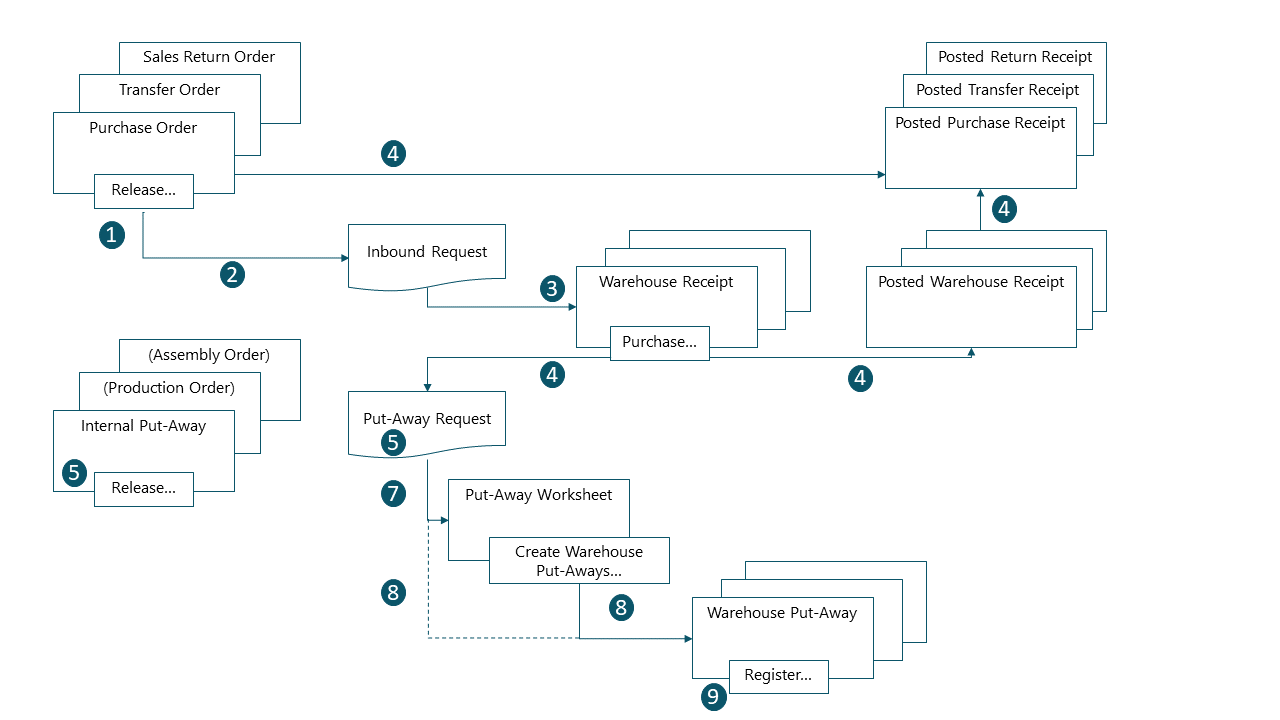 Sales Return Order
Transfer Order
Purchase Order
Release...
Posted Return Receipt
Posted Transfer Receipt
Posted Purchase Receipt
4
1
2
Inbound Request
3
Warehouse Receipt
Purchase...
4
Posted Warehouse Receipt
4
4
(Assembly Order)
(Production Order)
Internal Put-Away
5
Release...
Put-Away Request
5
7
Put-Away Worksheet
Create Warehouse
Put-Aways...
8
8
Warehouse Put-Away
Register...
9